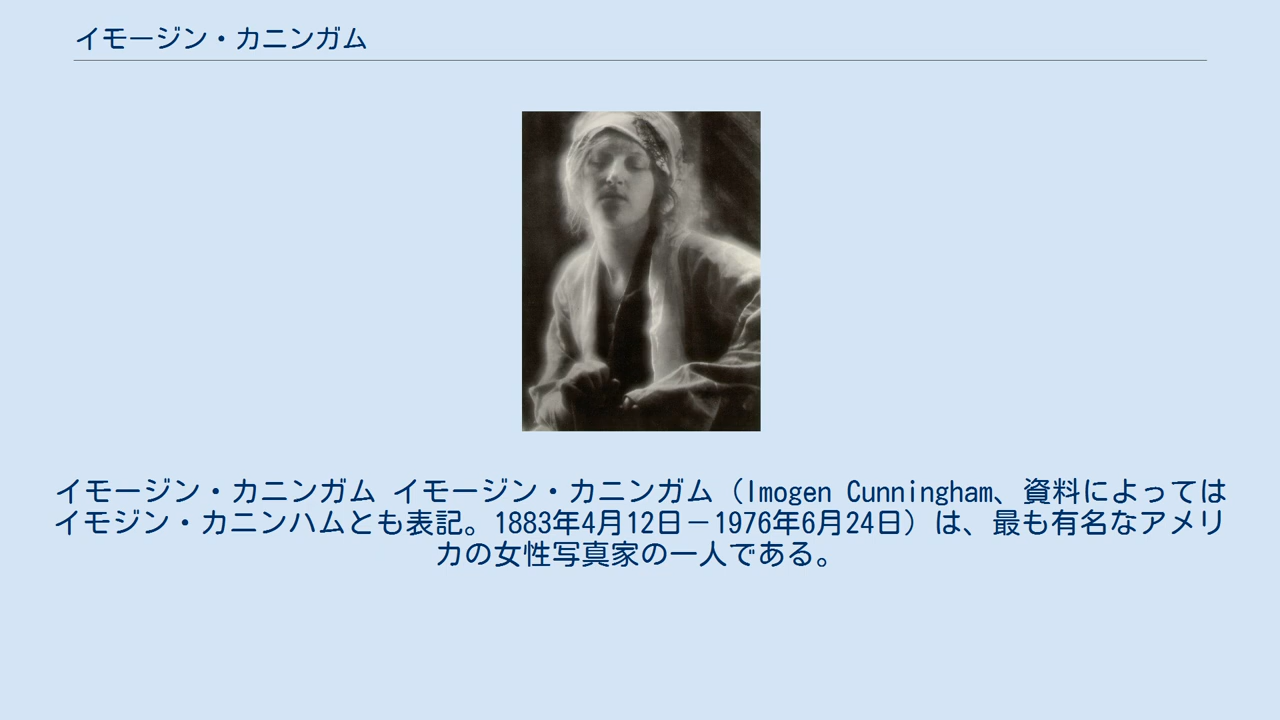 イモージン・カニンガム
イモージン・カニンガム イモージン・カニンガム（Imogen Cunningham、資料によっては
イモジン・カニンハムとも表記。1883年4月12日－1976年6月24日）は、最も有名なアメリ
カの女性写真家の一人である。